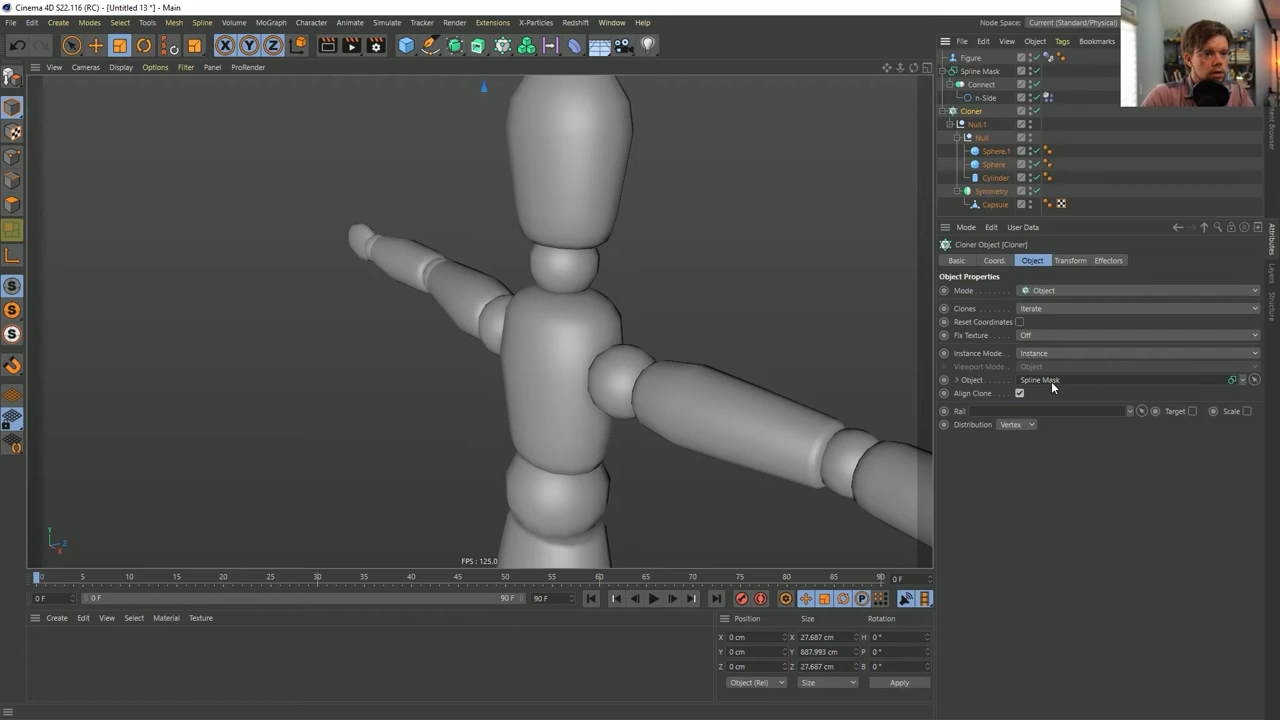 Cinema 4D S22.116 (RC) - [Untitled 13 *] - Main
File Edit Create Modes Select Tools Mesh Spline Volume MoGraph Character Animate Simulate Tracker Render Extensions X-Particles Redshift Window Help
Node Space: Current (Standard/Physical)
X Y Z
View Cameras Display Options Filter Panel ProRender
File Edit View Object Tags Bookmarks
Figure
Spline Mask
Connect
n-Side
Cloner
Null.1
Null
Sphere.1
Sphere
Cylinder
Symmetry
Capsule
Mode Edit User Data
Cloner Object [Cloner]
Basic Coord. Object Transform Effectors
Object Properties
Mode Object
Clones Iterate
Reset Coordinates
Fix Texture Off
Instance Mode Instance
Viewport Mode Object
Object Spline Mask
Align Clone
Rail Target Scale
Distribution Vertex
Attributes
Layers
Structure
Y
Z
X
FPS : 125.0
0 5 10 15 20 25 30 35 40 45 50 55 60 65 70 75 80 85 90 0 F
0 F 0 F 90 F 90 F
Create Edit View Select Material Texture
Position Size Rotation
X 0 cm X 27.687 cm H 0 °
Y 0 cm Y 887.993 cm P 0 °
Z 0 cm Z 27.687 cm B 0 °
Object (Rel) Size Apply